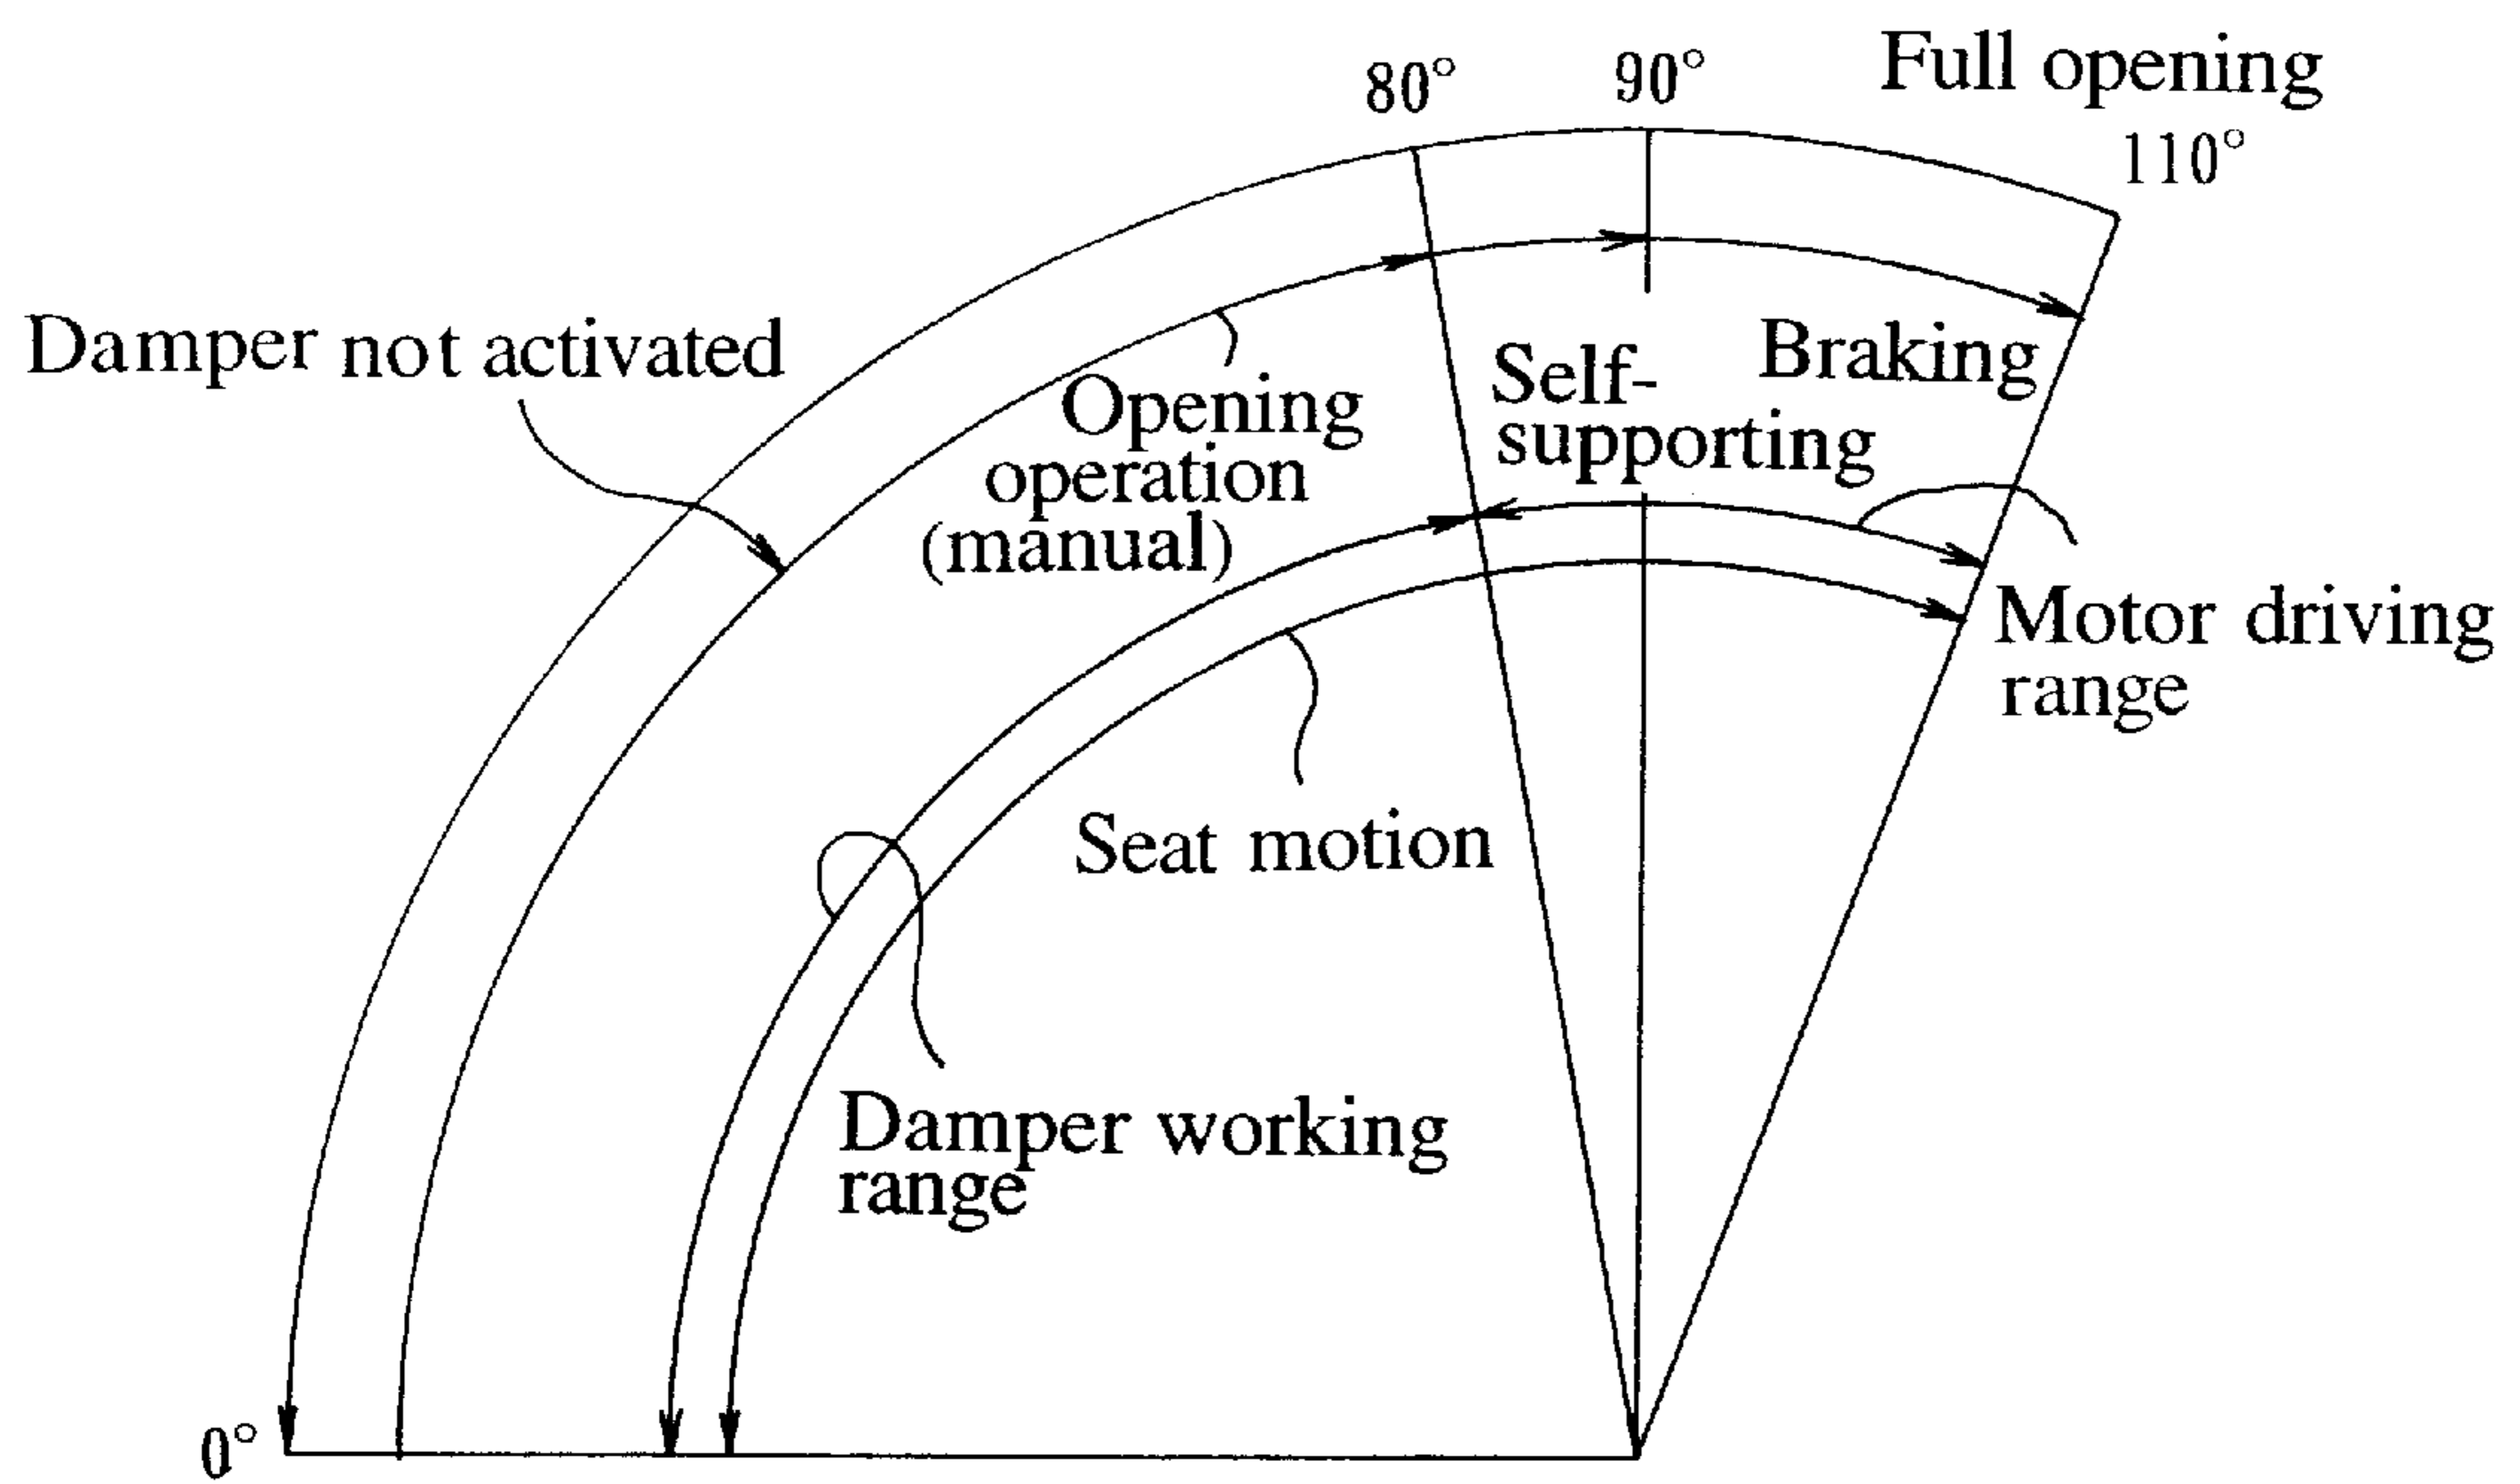 80°
90°
Full opening
110°
Damper not activated
Opening
operation
(manual)
Self-
supporting
Braking
Motor driving
range
Seat motion
Damper working
range
0°